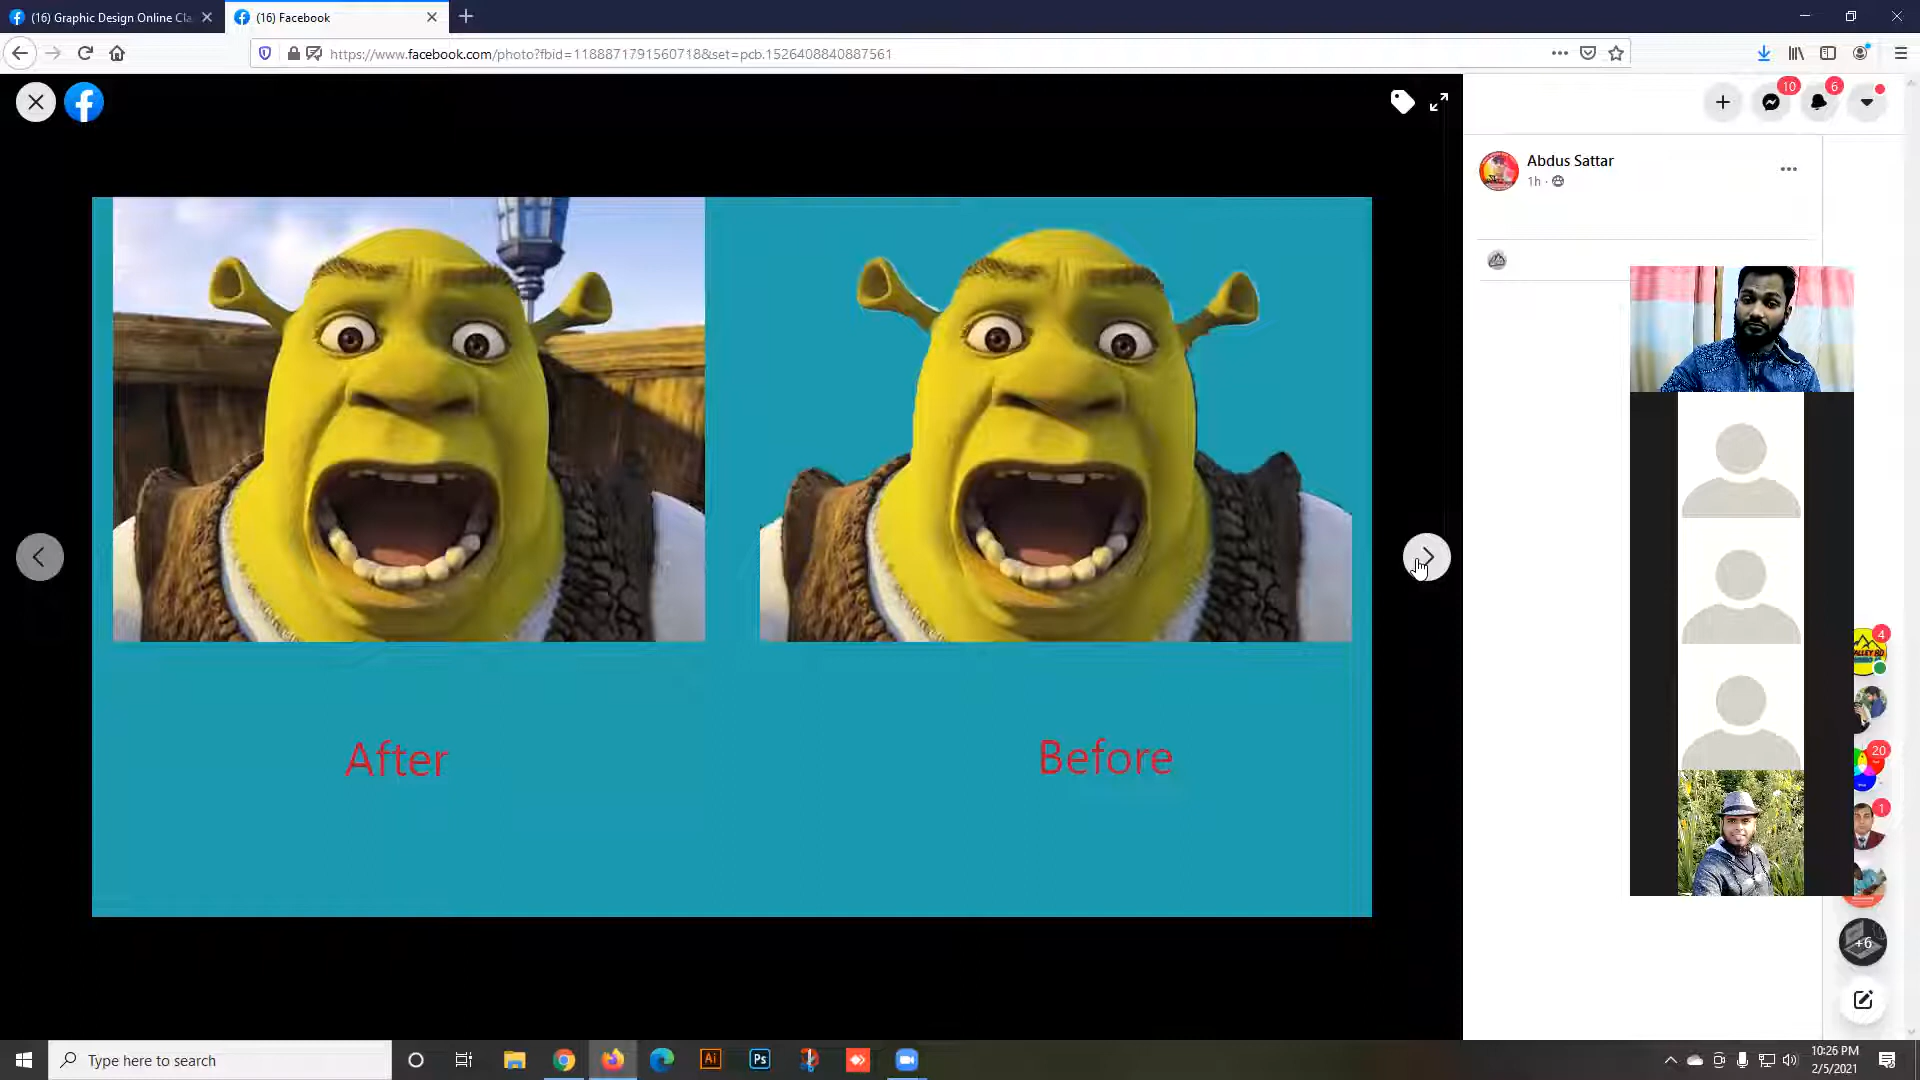 (16) Graphic Design Online Cla
(16) Facebook
https://www.facebook.com/photo?fbid=1188871791560718&set=pcb.1526408840887561
10
6
Abdus Sattar
1h ·
After
Before
4
20
1
+6
Type here to search
Ai
Ps
10:26 PM
2/5/2021